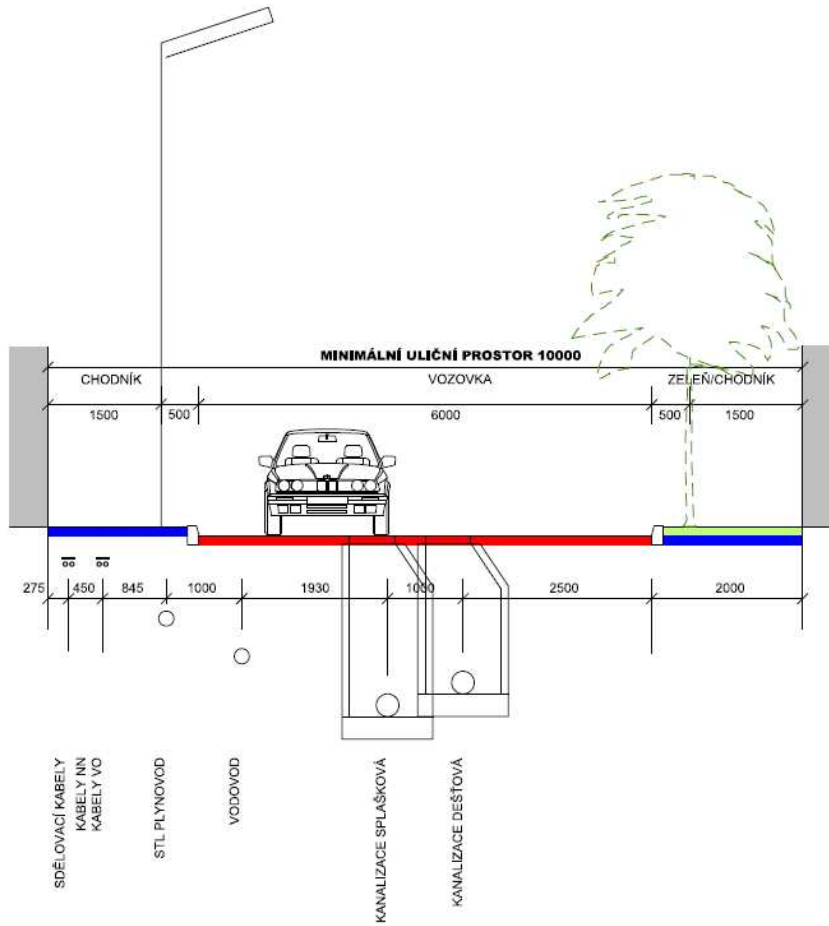 MINIMÁLNÍ ULIČNÍ PROSTOR 10000
CHODNÍK
VOZOVKA
ZELEŇ/CHODNÍK
1500
500
6000
500
1500
275
450
845
1000
1930
1000
2500
2000
SDĚLOVACÍ KABELY
KABELY NN
KABELY VO
STL PLYNOVOD
VODOVOD
KANALIZACE SPLAŠKOVÁ
KANALIZACE DEŠŤOVÁ